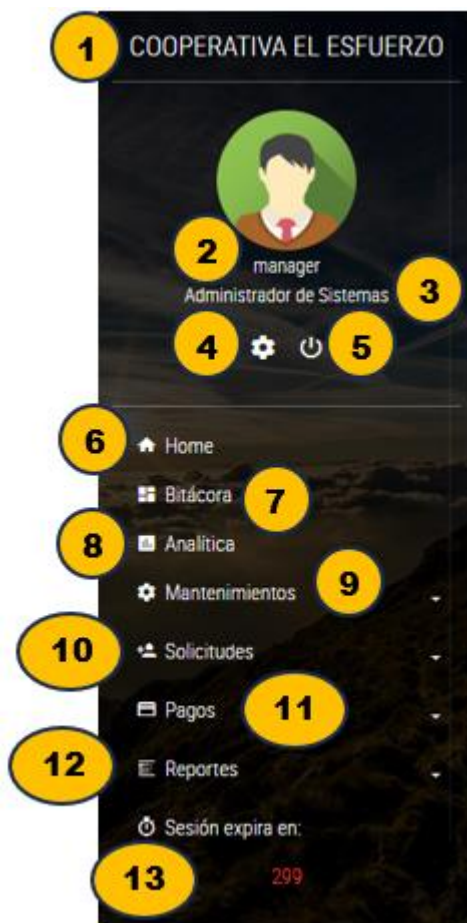 1 COOPERATIVA EL ESFUERZO
2
manager
Administrador de Sistemas 3
4 5
6 Home
Bitácora 7
8 Analítica
Mantenimientos 9
10 Solicitudes
Pagos 11
12 Reportes
Sesión expira en:
13 299